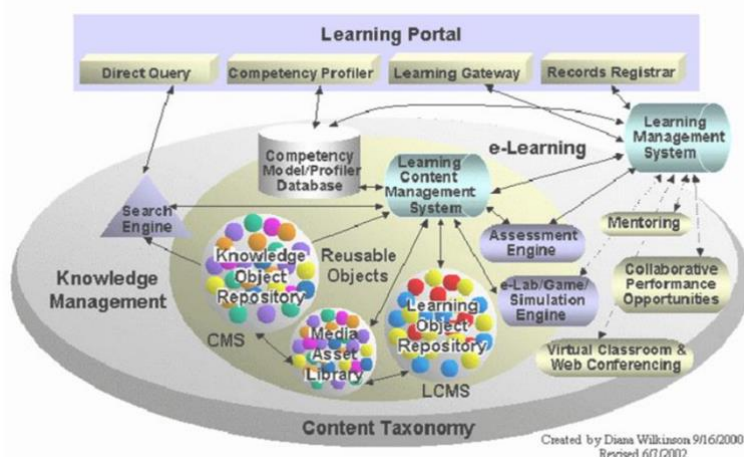 Learning Portal
Direct Query
Competency Profiler
Learning Gateway
Records Registrar
Learning
Management
System
e-Learning
Competency
Model/Profiler
Database
Learning
Content
Management
System
Search
Engine
Mentoring
Assessment
Engine
Knowledge
Object
Repository
Reusable
Objects
Knowledge
Management
Collaborative
Performance
Opportunities
e-Lab/Game/
Simulation
Engine
Learning
Object
Repository
Media
Asset
Library
CMS
LCMS
Virtual Classroom &
Web Conferencing
Content Taxonomy
Created by Diana Wilkinson 9/16/2000
Revised 6/7/2002